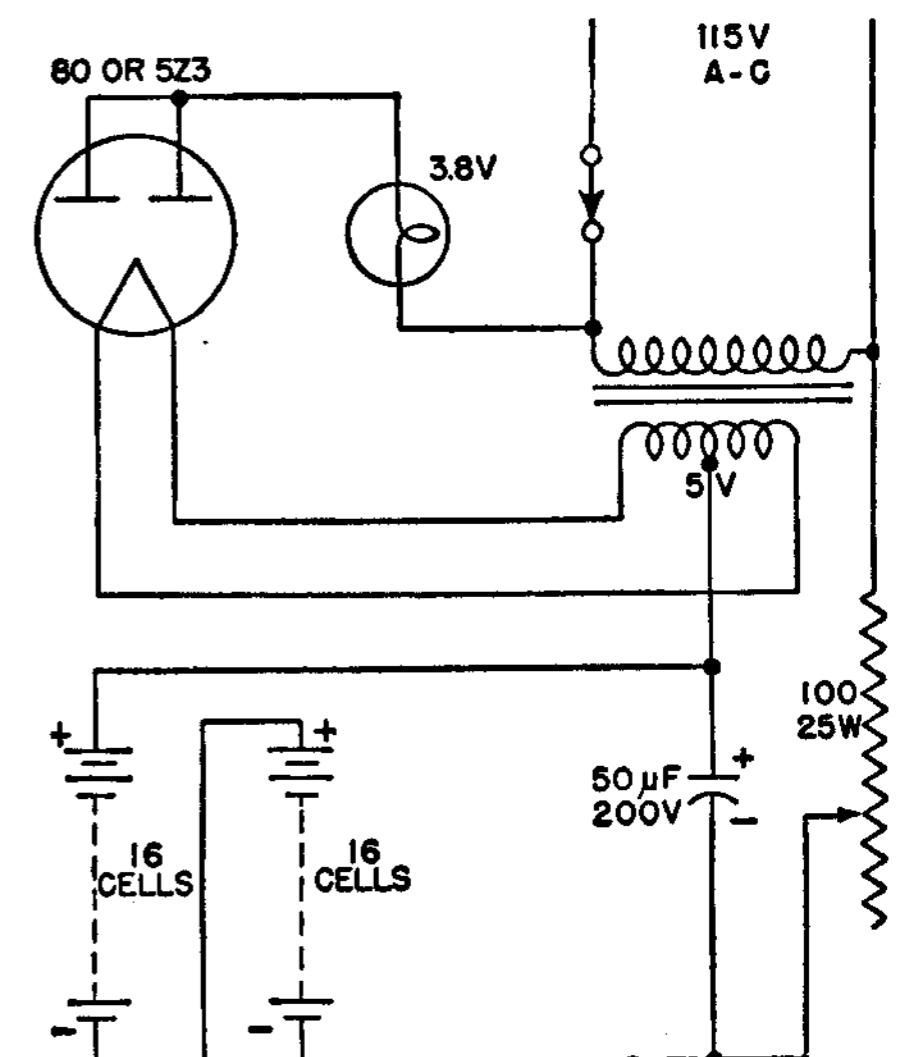 115V
A-C
80 OR 5Z3
3.8V
5 V
100
25W
+
+
+
50 µF
200V
-
16
CELLS
16
CELLS
-
-